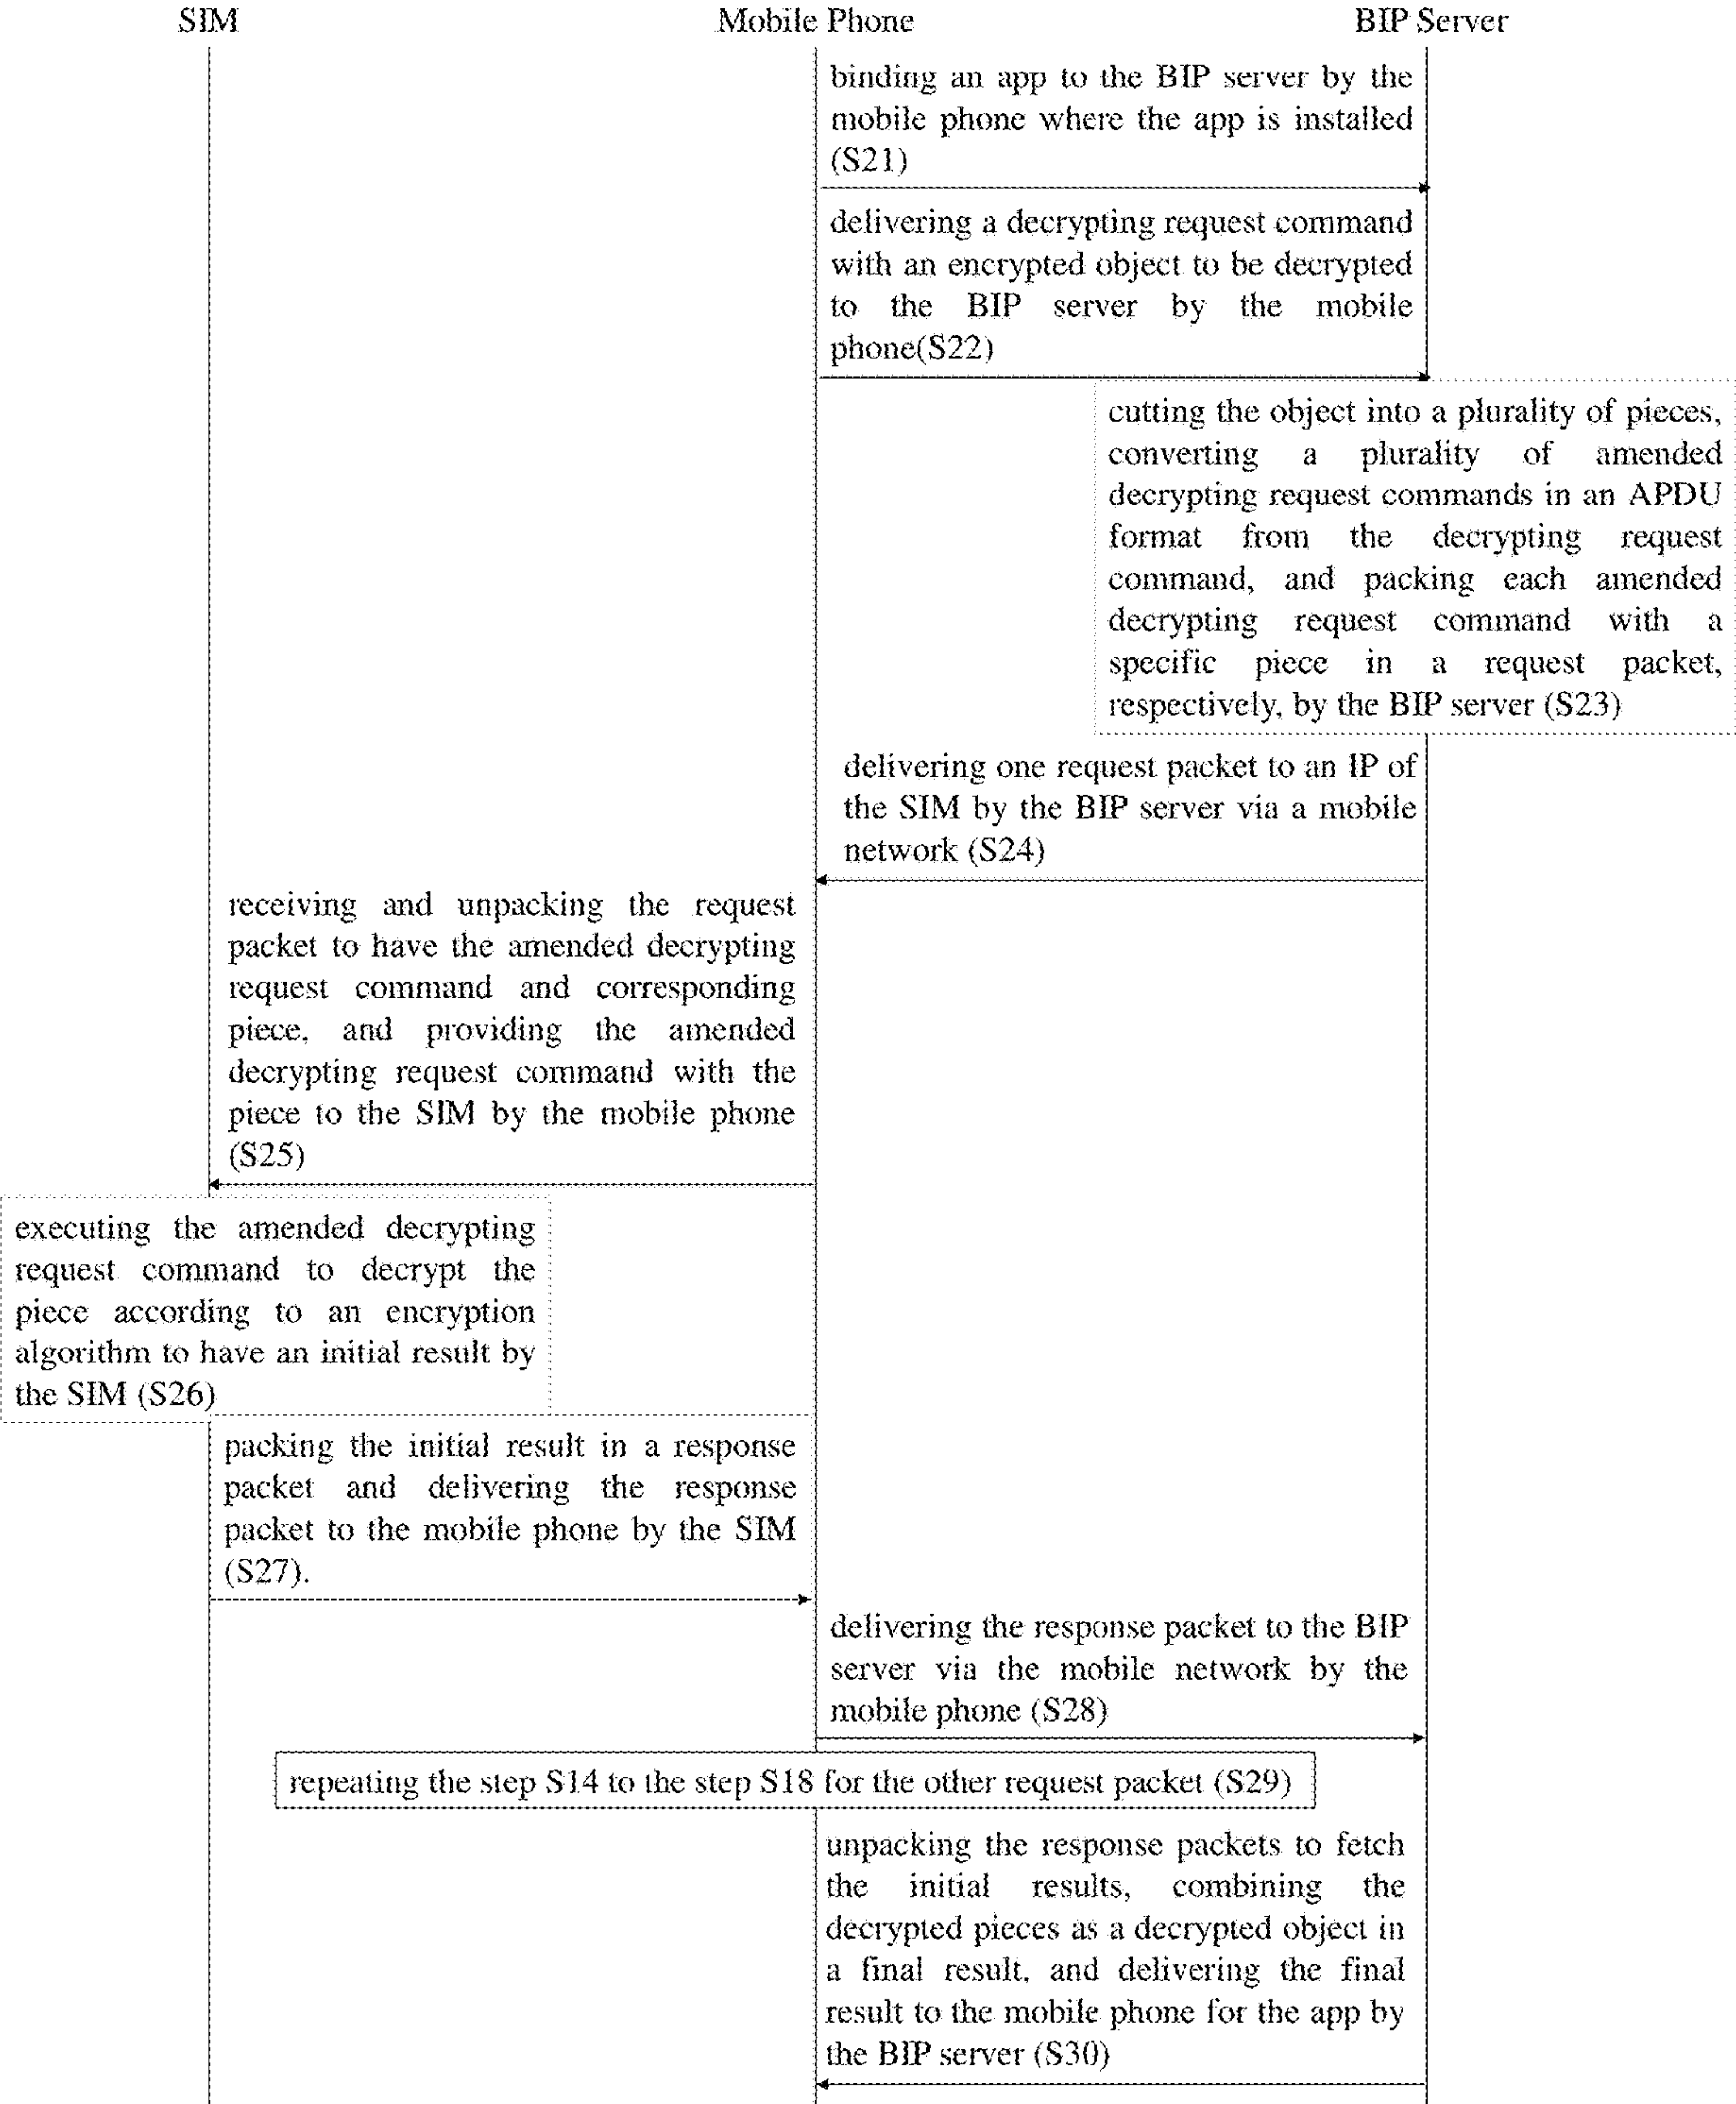 SIM
Mobile Phone
BIP Server
binding an app to the BIP server by the
mobile phone where the app is installed
(S21)
delivering a decrypting request command
with an encrypted object to be decrypted
to the BIP server by the mobile
phone(S22)
cutting the object into a plurality of pieces,
converting a plurality of amended
decrypting request commands in an APDU
format from the decrypting request
command, and packing each amended
decrypting request command with a
specific piece in a request packet,
respectively, by the BIP server (S23)
delivering one request packet to an IP of
the SIM by the BIP server via a mobile
network (S24)
receiving and unpacking the request
packet to have the amended decrypting
request command and corresponding
piece, and providing the amended
decrypting request command with the
piece to the SIM by the mobile phone
(S25)
executing the amended decrypting
request command to decrypt the
piece according to an encryption
algorithm to have an initial result by
the SIM (S26)
packing the initial result in a response
packet and delivering the response
packet to the mobile phone by the SIM
(S27).
delivering the response packet to the BIP
server via the mobile network by the
mobile phone (S28)
repeating the step S14 to the step S18 for the other request packet (S29)
unpacking the response packets to fetch
the initial results, combining the
decrypted pieces as a decrypted object in
a final result, and delivering the final
result to the mobile phone for the app by
the BIP server (S30)